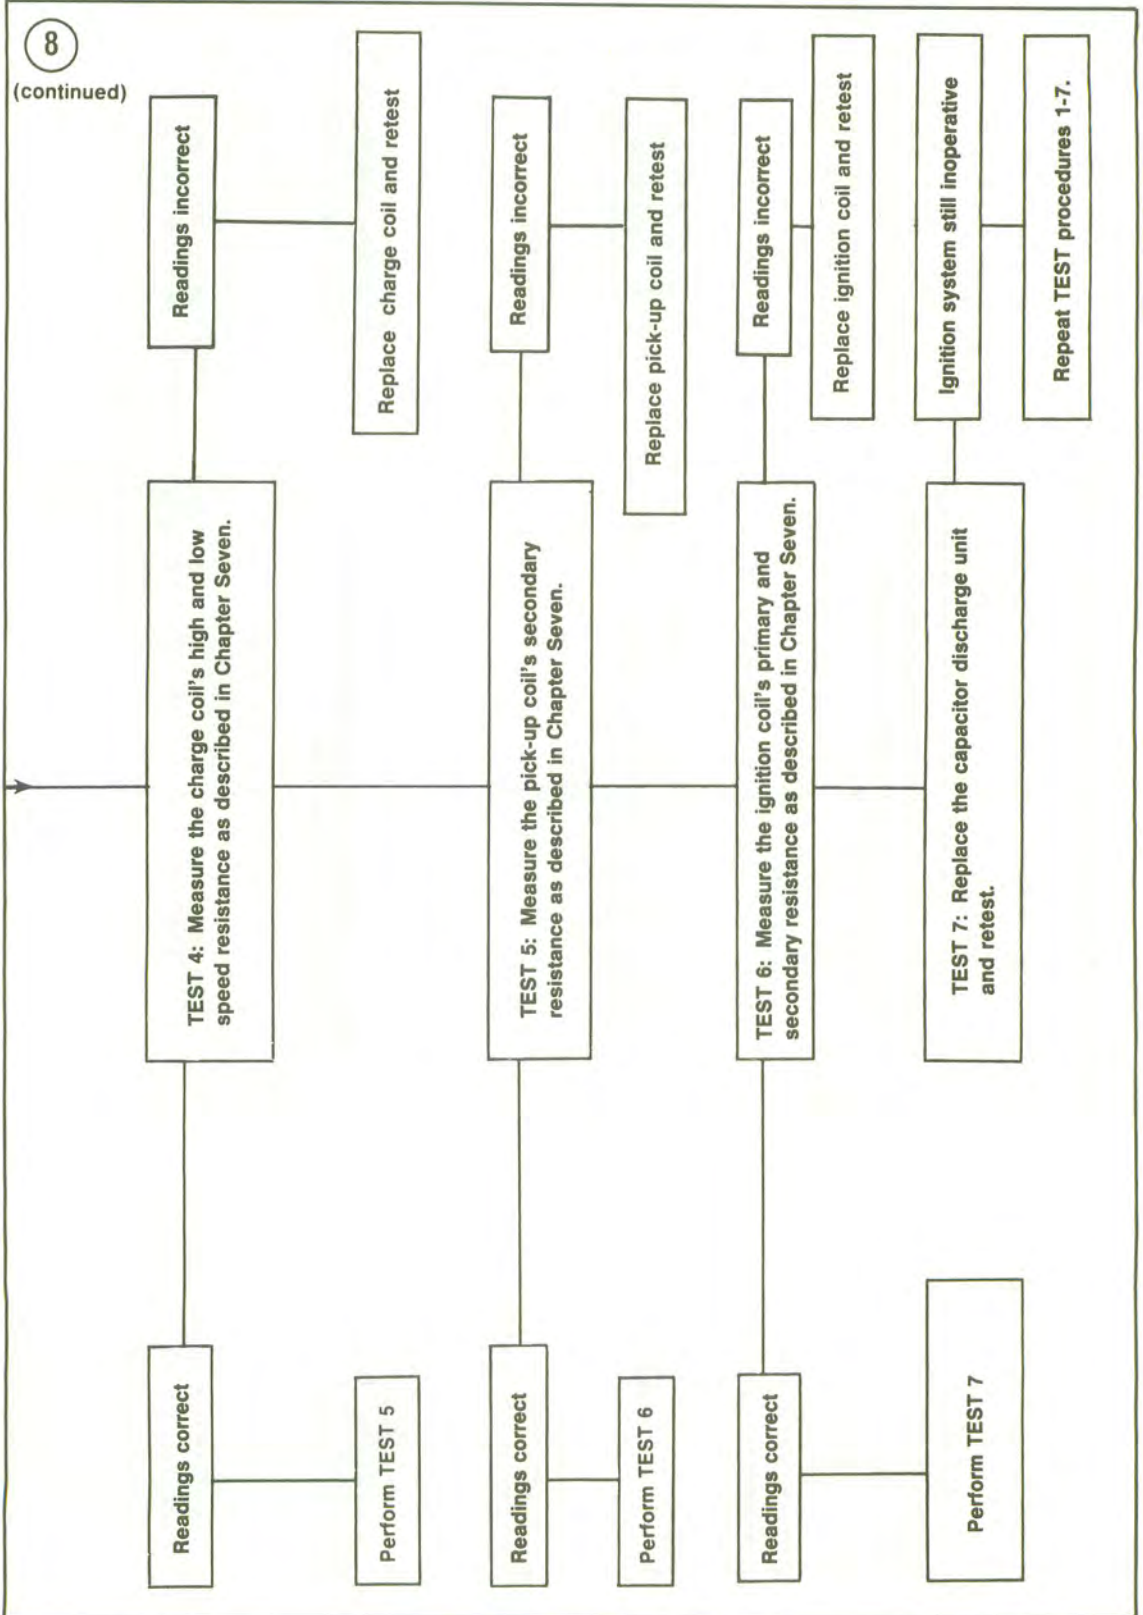 8
(continued)
TEST 4: Measure the charge coil's high and low
speed resistance as described in Chapter Seven.
Readings correct
Perform TEST 5
Readings incorrect
Replace charge coil and retest
TEST 5: Measure the pick-up coil's secondary
resistance as described in Chapter Seven.
Readings correct
Perform TEST 6
Readings incorrect
Replace pick-up coil and retest
TEST 6: Measure the ignition coil's primary and
secondary resistance as described in Chapter Seven.
Readings correct
Perform TEST 7
Readings incorrect
Replace ignition coil and retest
TEST 7: Replace the capacitor discharge unit
and retest.
Ignition system still inoperative
Repeat TEST procedures 1-7.